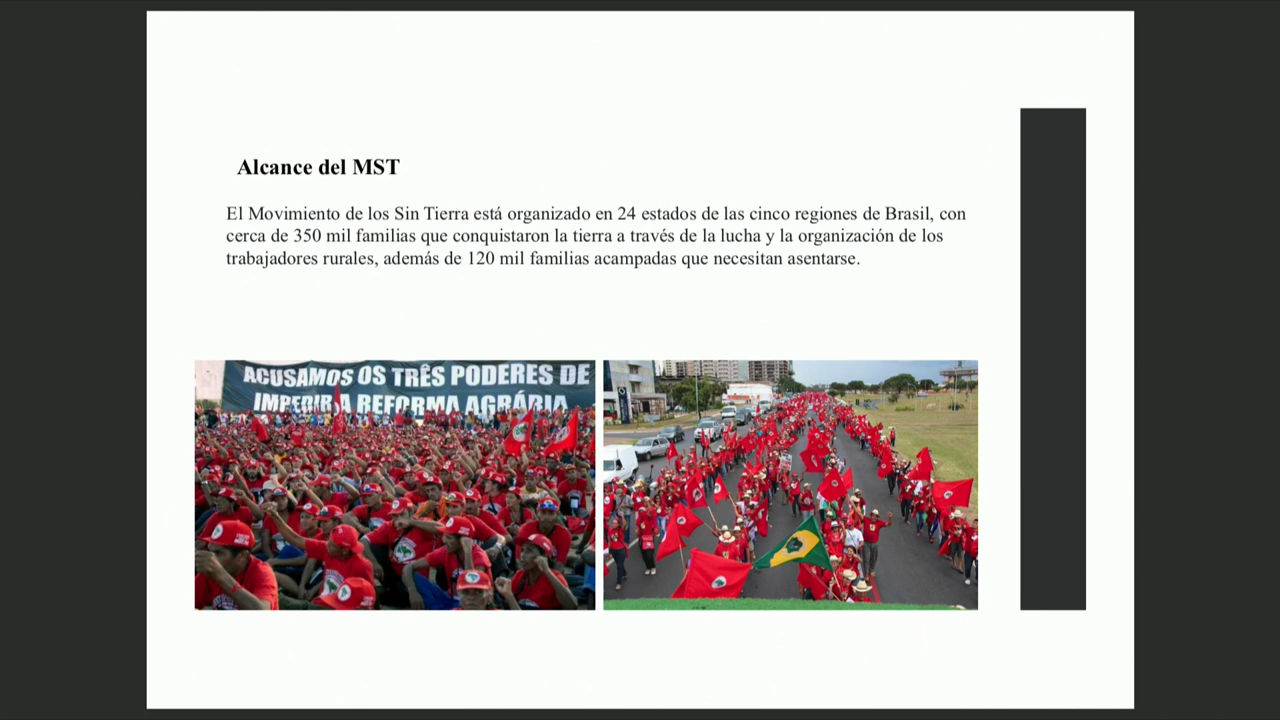 Alcance del MST
El Movimiento de los Sin Tierra está organizado en 24 estados de las cinco regiones de Brasil, con
cerca de 350 mil familias que conquistaron la tierra a través de la lucha y la organización de los
trabajadores rurales, además de 120 mil familias acampadas que necesitan asentarse.
ACUSAMOS OS TRÊS PODERES DE
IMPEDIR A REFORMA AGRÁRIA